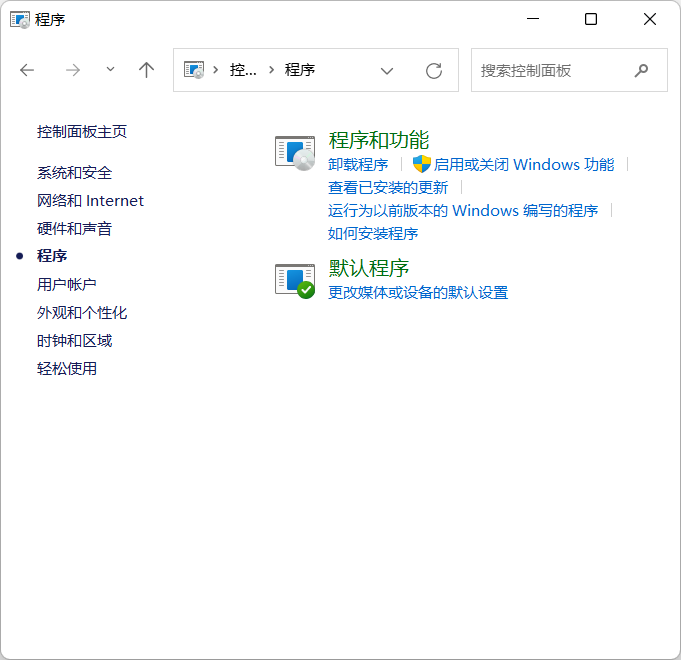 程序
控... 程序
搜索控制面板
控制面板主页
系统和安全
网络和 Internet
硬件和声音
程序
用户帐户
外观和个性化
时钟和区域
轻松使用
程序和功能
卸载程序 启用或关闭 Windows 功能
查看已安装的更新
运行为以前版本的 Windows 编写的程序
如何安装程序
默认程序
更改媒体或设备的默认设置